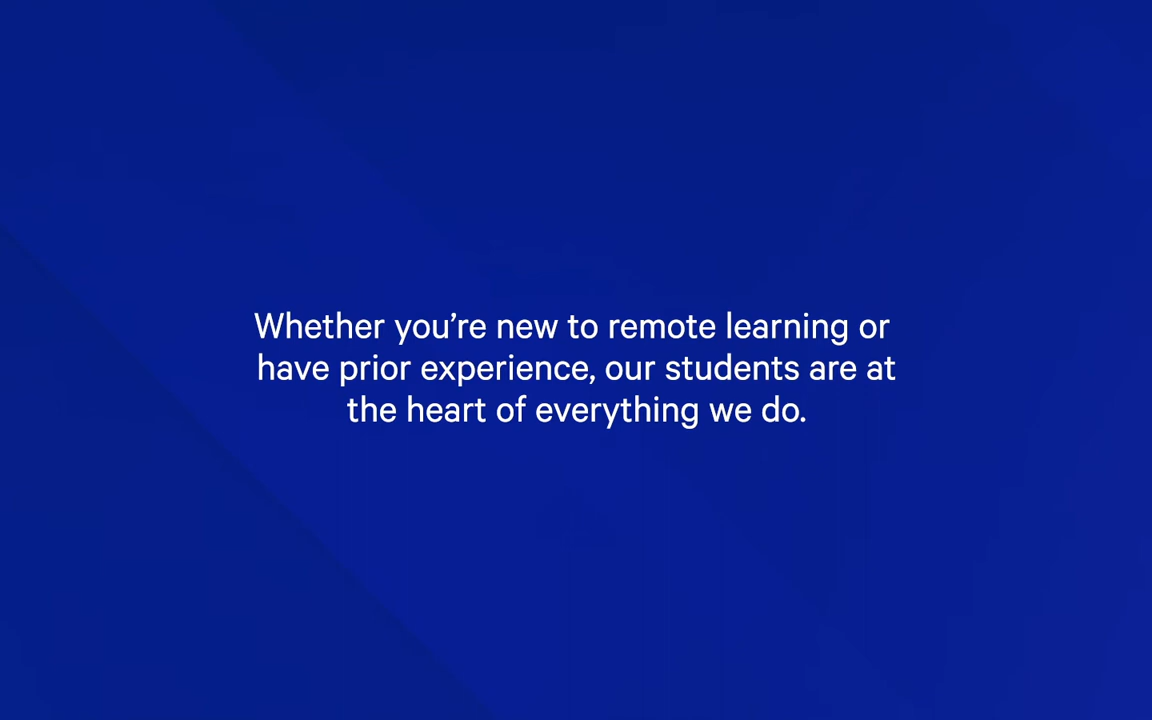 Whether you’re new to remote learning or
have prior experience, our students are at
the heart of everything we do.